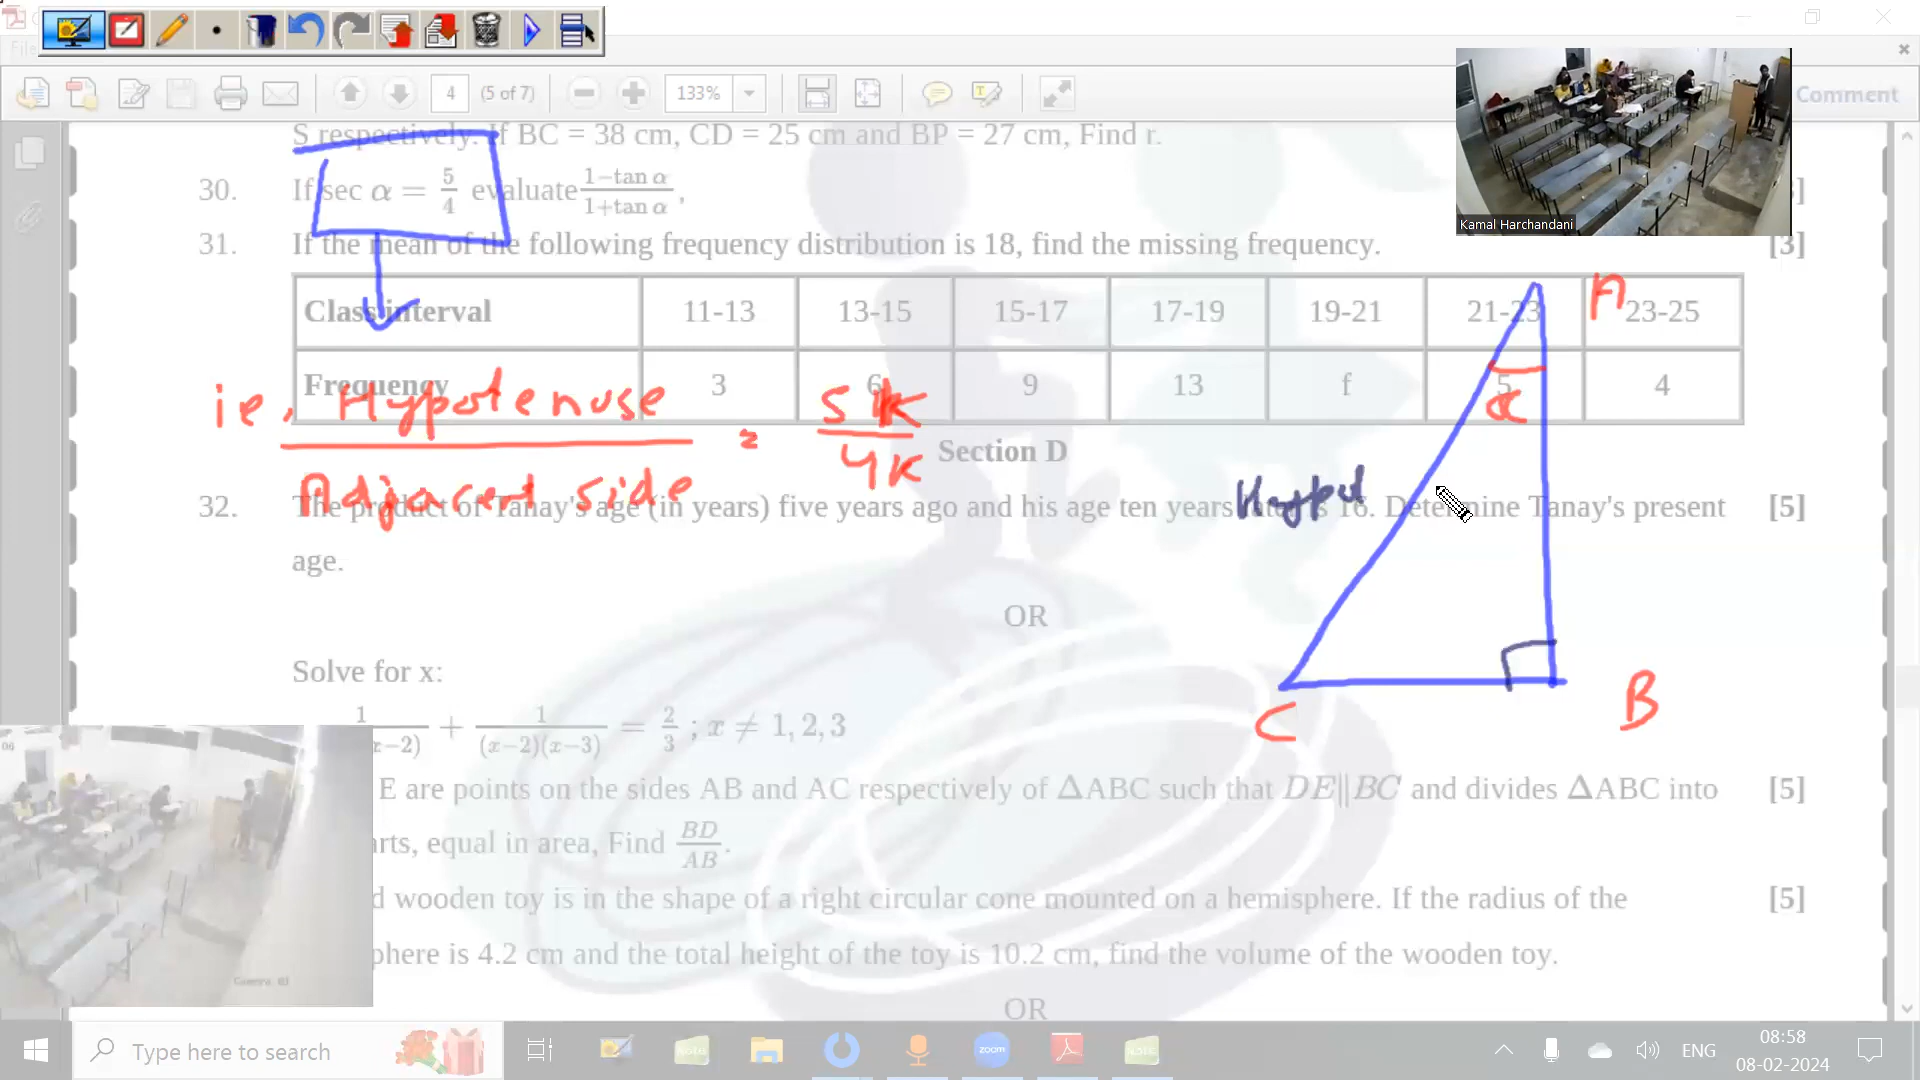 4 (5 of 7) 133% Comment
S respectively. If BC = 38 cm, CD = 25 cm and BP = 27 cm, Find r.
30. If sec α = 5/4 evaluate (1−tan α)/(1+tan α),
31. If the mean of the following frequency distribution is 18, find the missing frequency. [3]
Class interval 11-13 13-15 15-17 17-19 19-21 21-23 23-25
Frequency 3 6 9 13 f 5 4
ie. Hypotenuse / Adjacent side = 5K / 4K
A
α
Hypot
B
C
Section D
32. The product of Tanay's age (in years) five years ago and his age ten years is 16. Determine Tanay's present [5]
age.
OR
Solve for x:
1 x−2) + 1/((x−2)(x−3)) = 2/3 ; x ≠ 1, 2, 3
E are points on the sides AB and AC respectively of ΔABC such that DE||BC and divides ΔABC into [5]
arts, equal in area, Find BD/AB.
d wooden toy is in the shape of a right circular cone mounted on a hemisphere. If the radius of the [5]
phere is 4.2 cm and the total height of the toy is 10.2 cm, find the volume of the wooden toy.
OR
Kamal Harchandani
06
Camera 01
Type here to search
zoom
ENG
08:58
08-02-2024